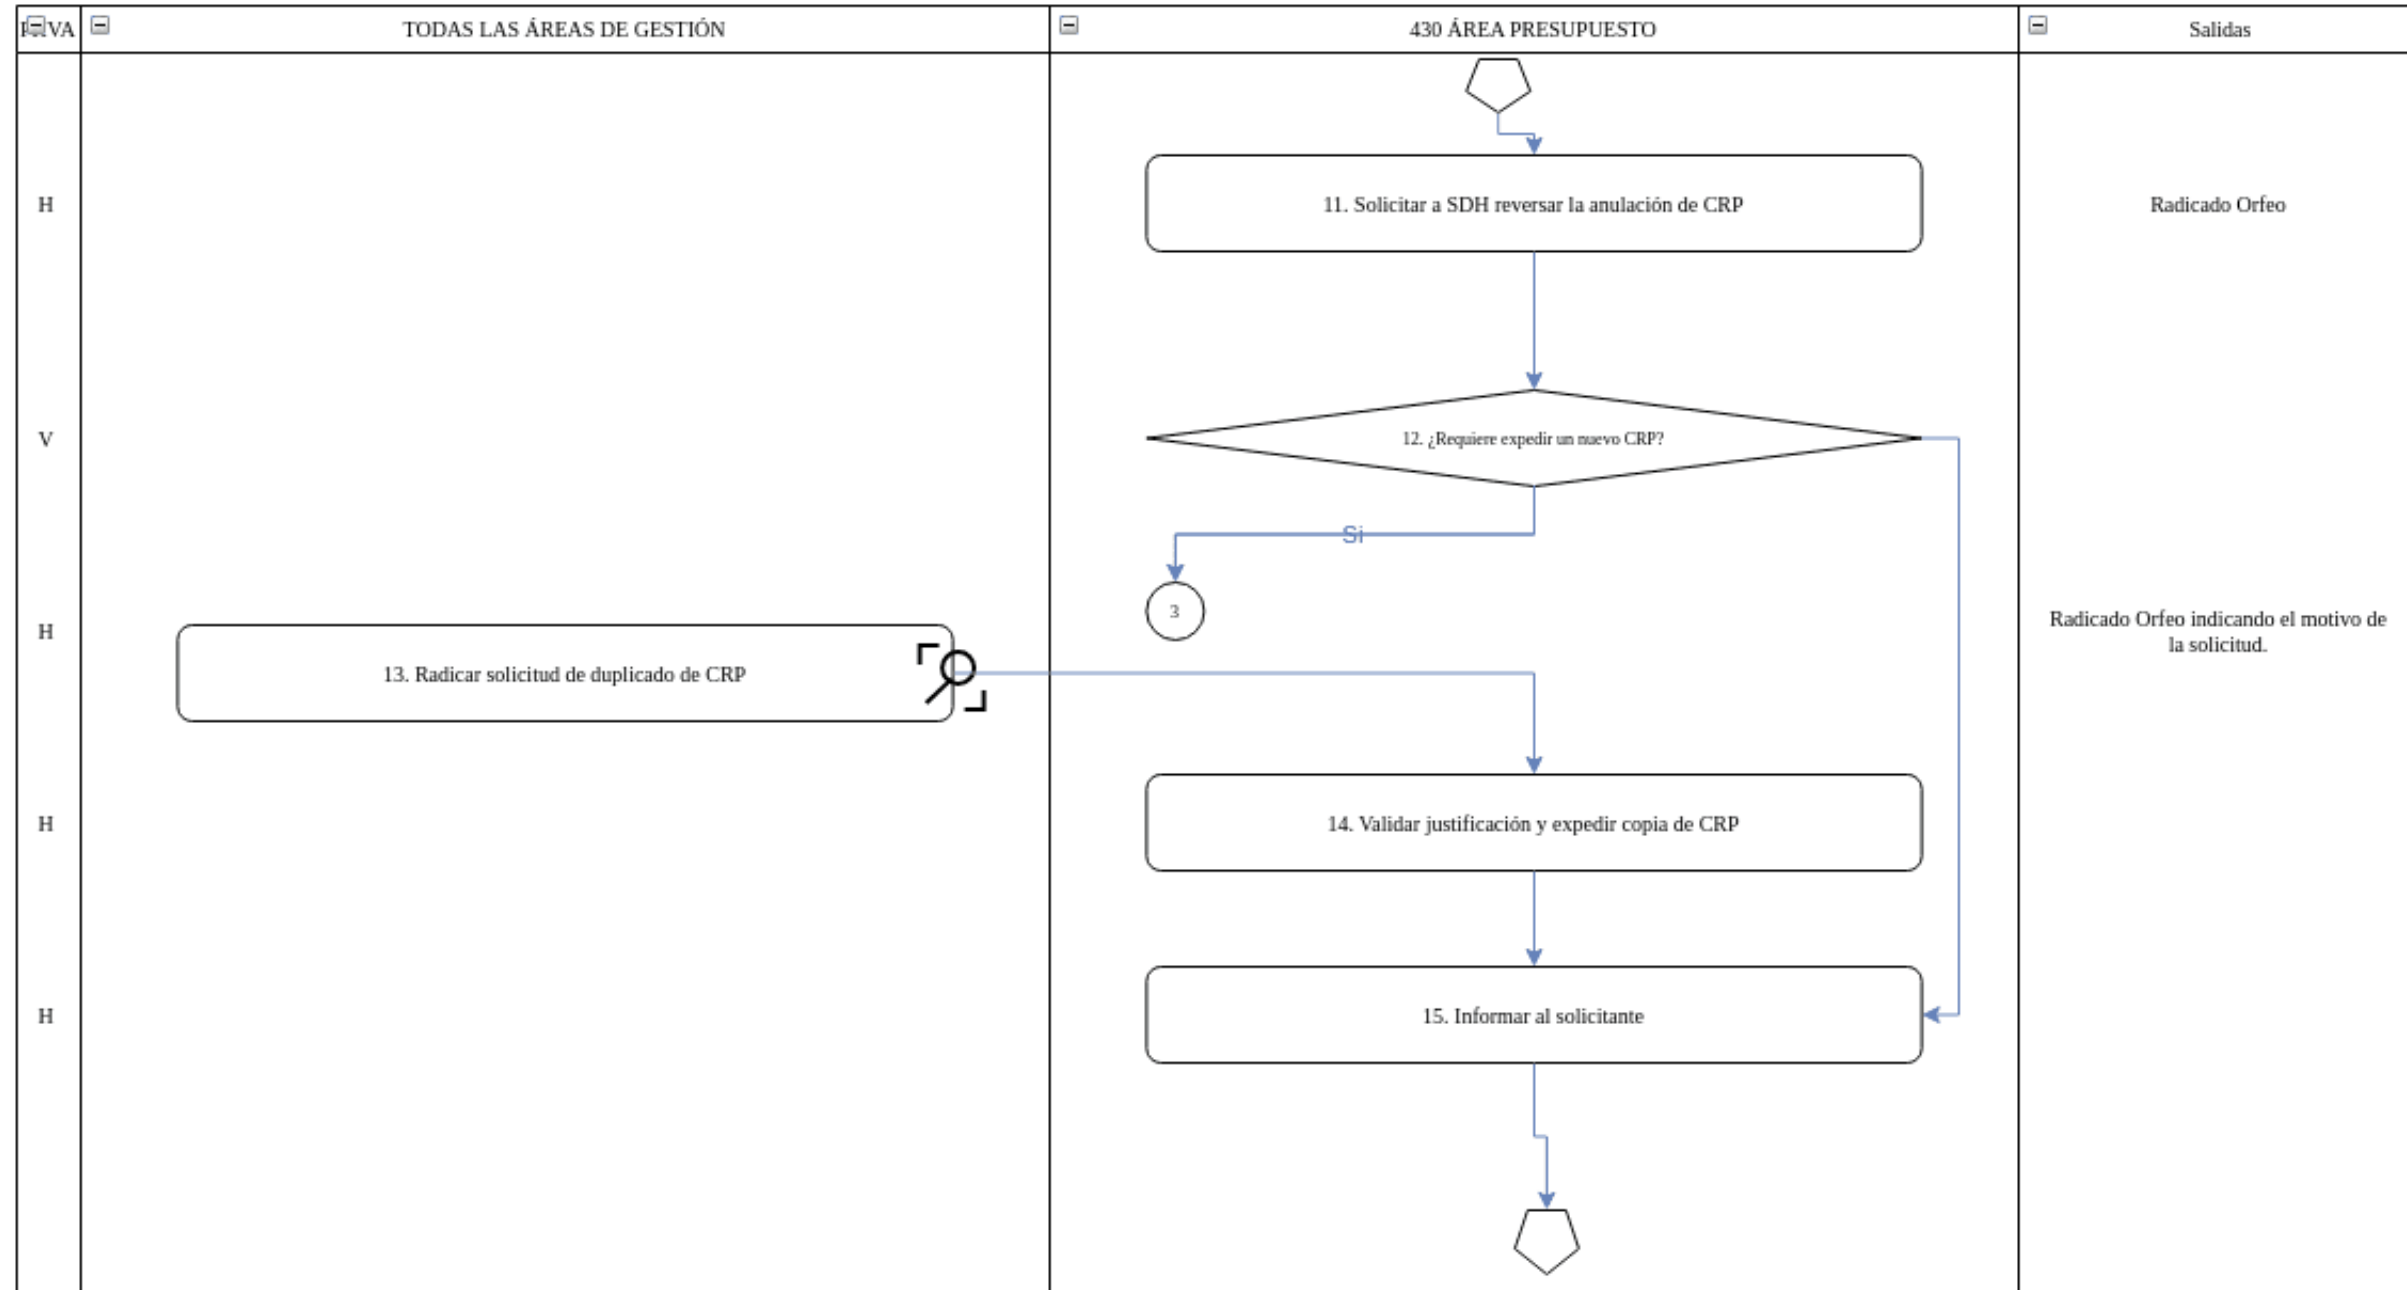 TODAS LAS ÁREAS DE GESTIÓN
430 ÁREA PRESUPUESTO
Salidas
H
11. Solicitar a SDH reversar la anulación de CRP
Radicado Orfeo
V
12. ¿Requiere expedir un nuevo CRP?
Si
3
H
13. Radicar solicitud de duplicado de CRP
Radicado Orfeo indicando el motivo de
la solicitud.
H
14. Validar justificación y expedir copia de CRP
H
15. Informar al solicitante